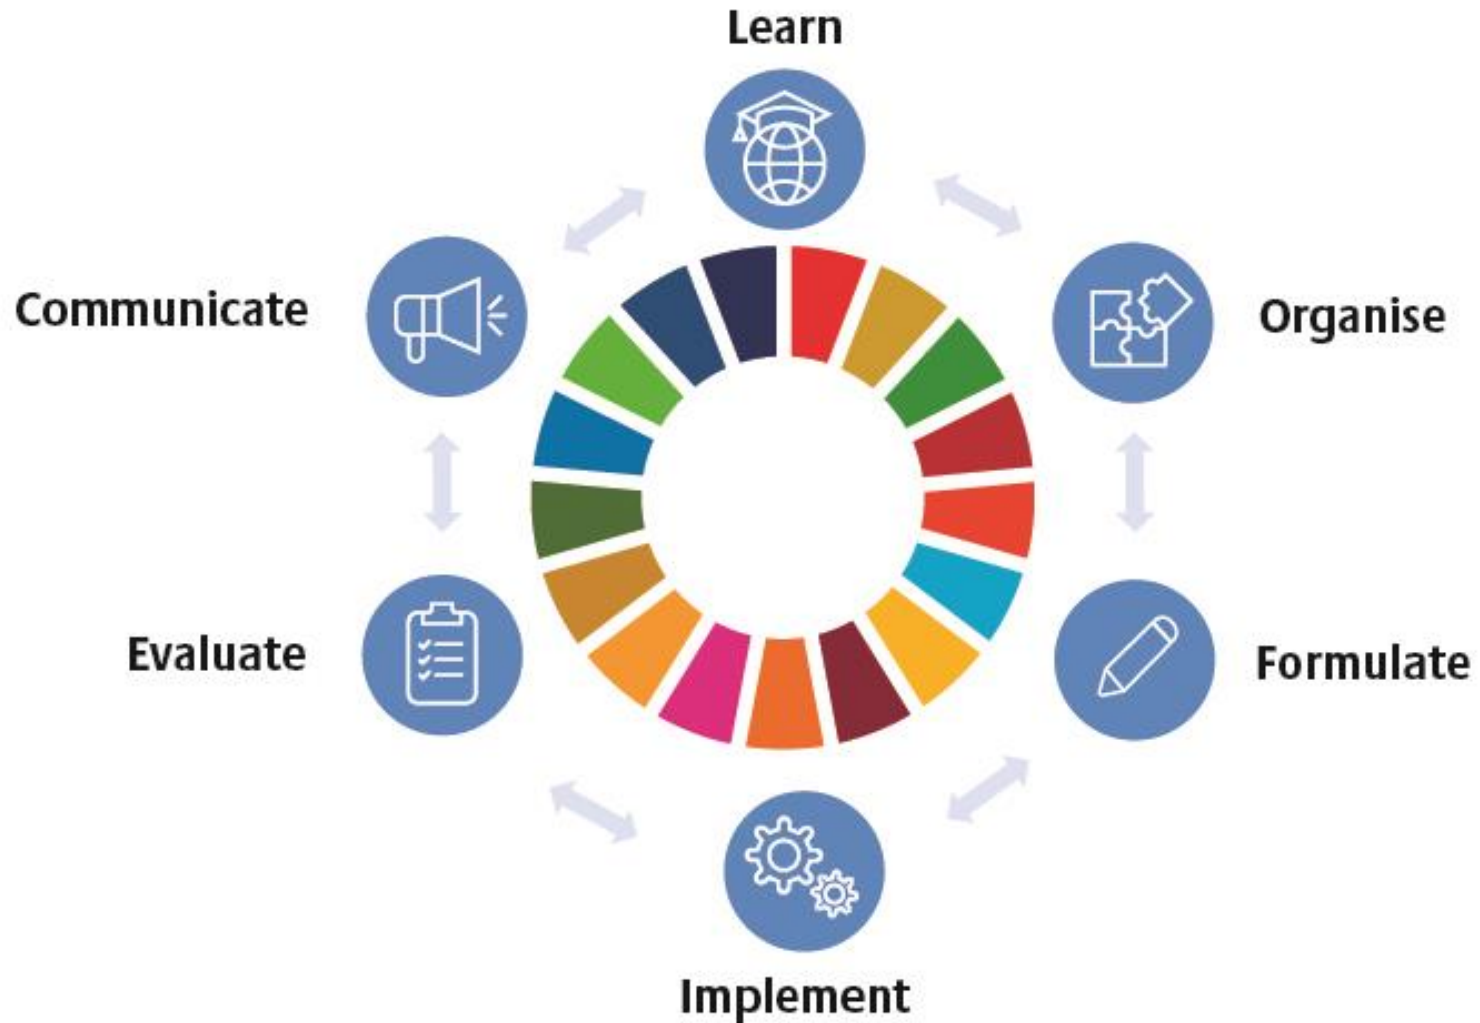 Learn
Communicate
Organise
Evaluate
Formulate
Implement